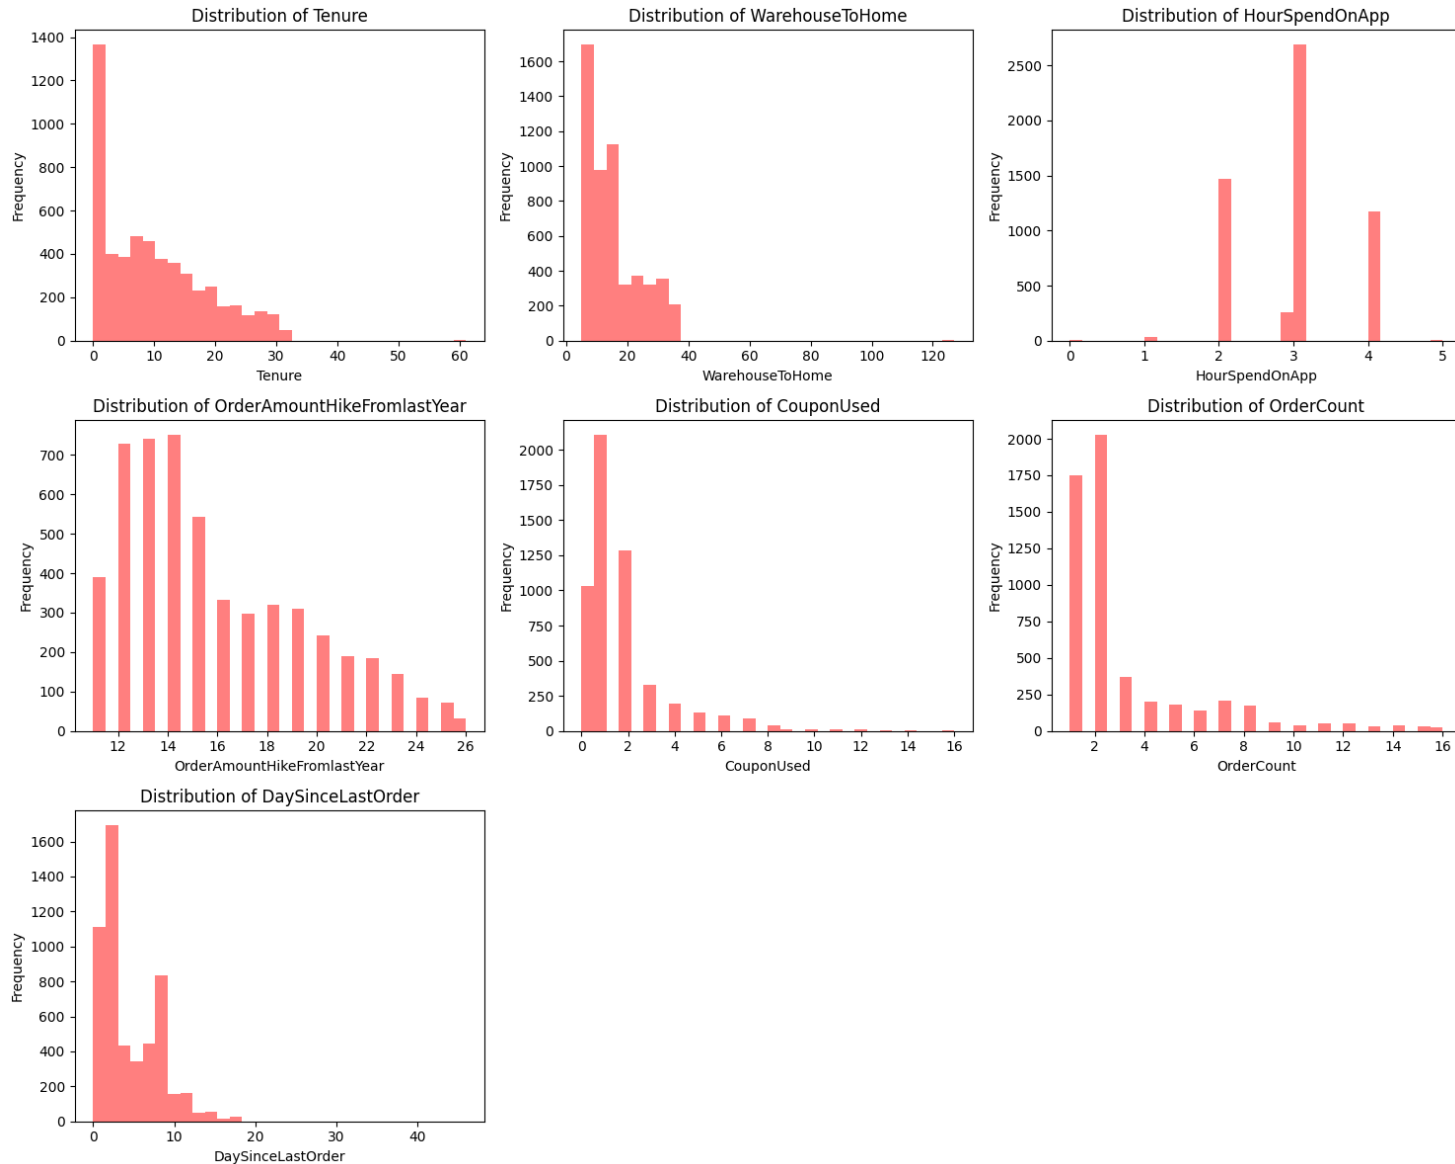 Distribution of Tenure
1400
1200
1000
800
600
400
200
0
Frequency
0 10 20 30 40 50 60
Tenure
Distribution of WarehouseToHome
1600
1400
1200
1000
800
600
400
200
0
Frequency
0 20 40 60 80 100 120
WarehouseToHome
Distribution of HourSpendOnApp
2500
2000
1500
1000
500
0
Frequency
0 1 2 3 4 5
HourSpendOnApp
Distribution of OrderAmountHikeFromlastYear
700
600
500
400
300
200
100
0
Frequency
12 14 16 18 20 22 24 26
OrderAmountHikeFromlastYear
Distribution of CouponUsed
2000
1750
1500
1250
1000
750
500
250
0
Frequency
0 2 4 6 8 10 12 14 16
CouponUsed
Distribution of OrderCount
2000
1750
1500
1250
1000
750
500
250
0
Frequency
2 4 6 8 10 12 14 16
OrderCount
Distribution of DaySinceLastOrder
1600
1400
1200
1000
800
600
400
200
0
Frequency
0 10 20 30 40
DaySinceLastOrder